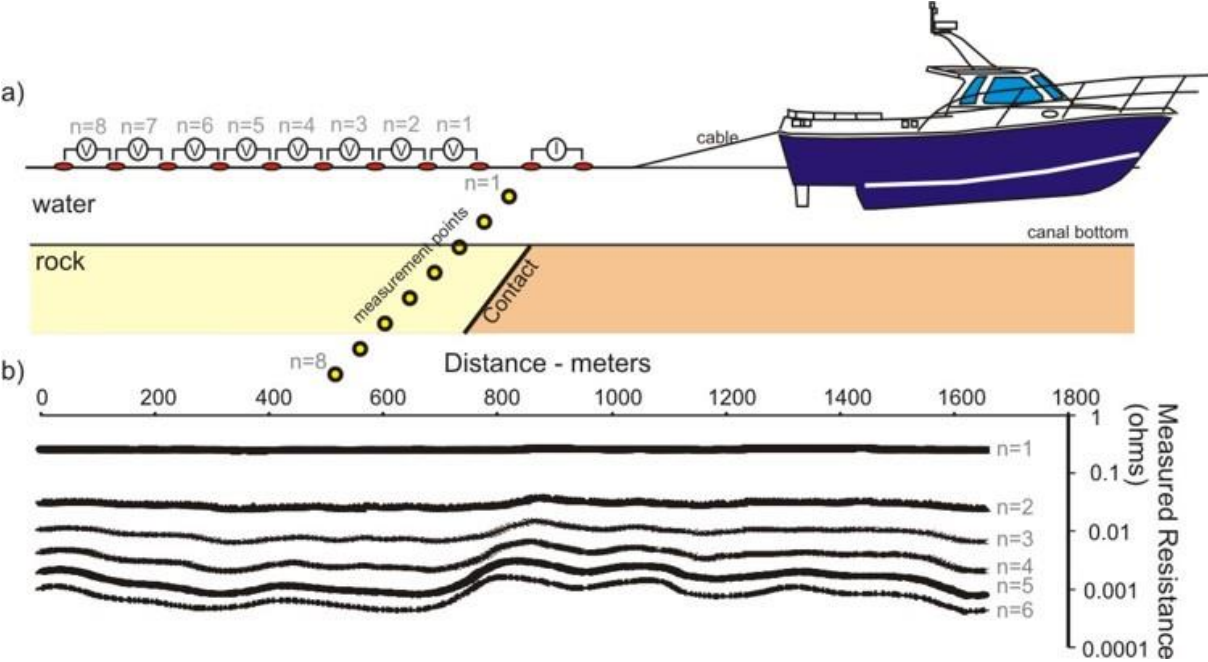 a)
n=8 n=7 n=6 n=5 n=4 n=3 n=2 n=1
V V V V V V V V I
cable
n=1
water
measurement points
canal bottom
rock
Contact
n=8
Distance - meters
b)
0 200 400 600 800 1000 1200 1400 1600 1800
1
n=1
0.1
n=2
0.01
n=3
n=4
n=5
0.001
n=6
0.0001
Measured Resistance
(ohms)